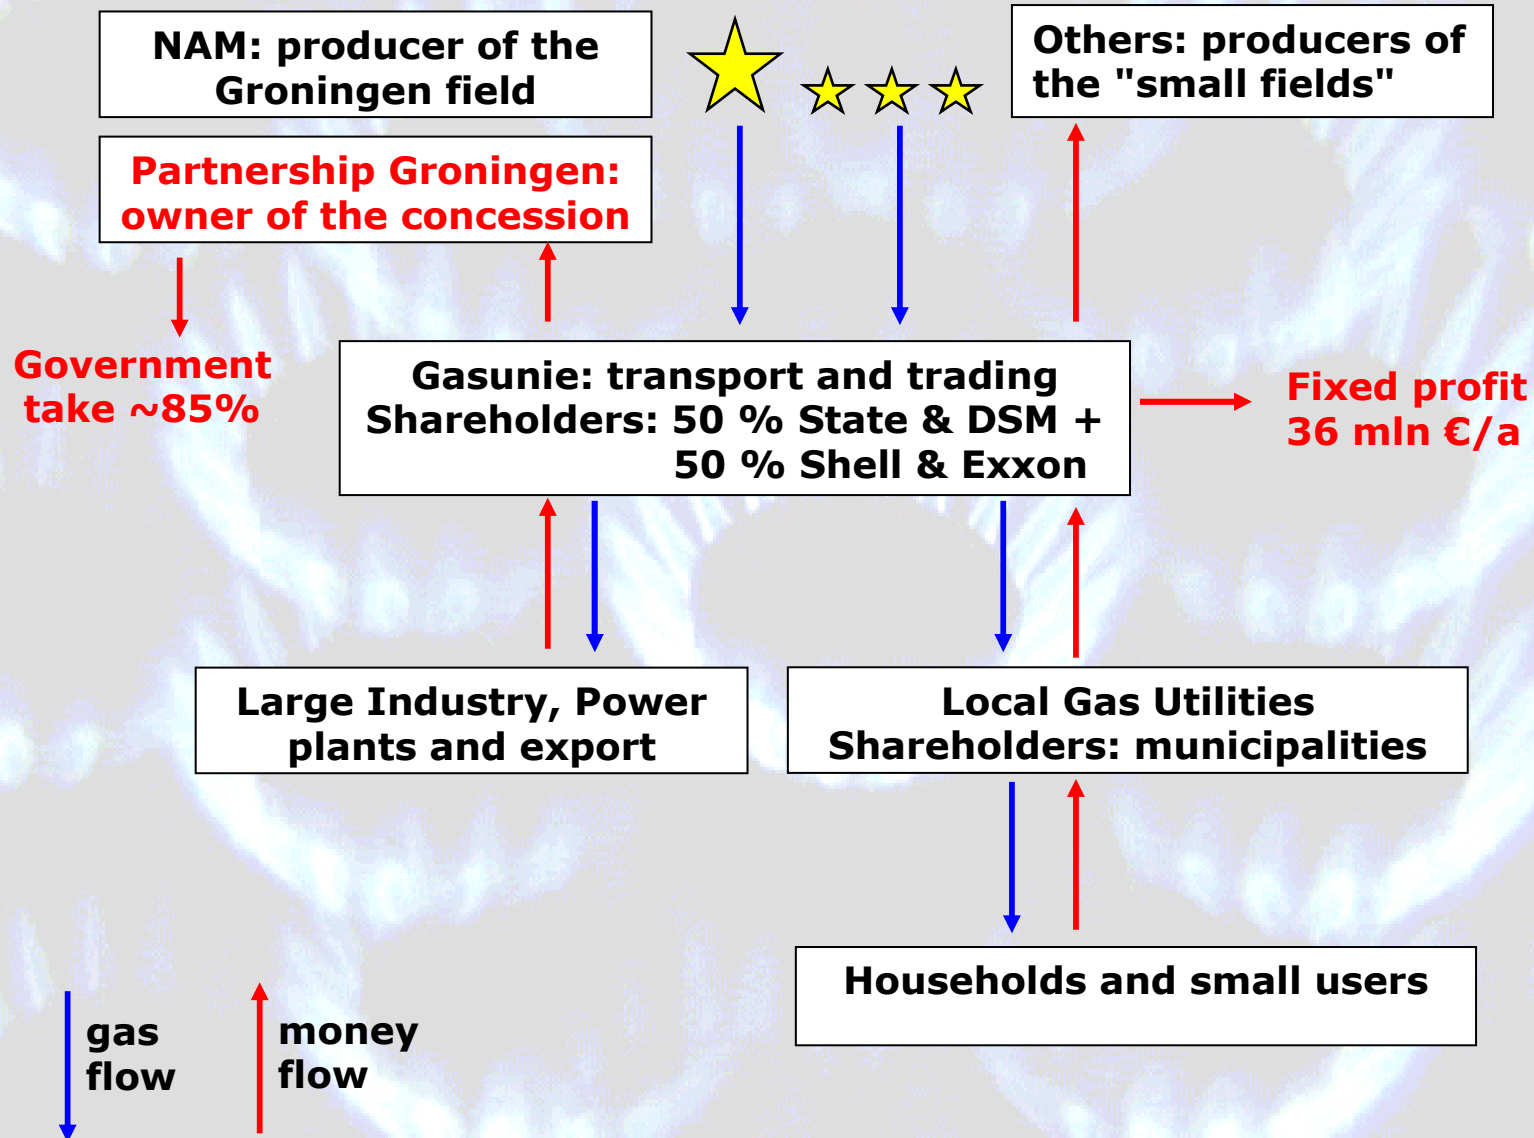 NAM: producer of the
Groningen field
Others: producers of
the "small fields"
Partnership Groningen:
owner of the concession
Government
take ~85%
Gasunie: transport and trading
Shareholders: 50 % State & DSM +
50 % Shell & Exxon
Fixed profit
36 mln €/a
Large Industry, Power
plants and export
Local Gas Utilities
Shareholders: municipalities
Households and small users
gas
flow
money
flow